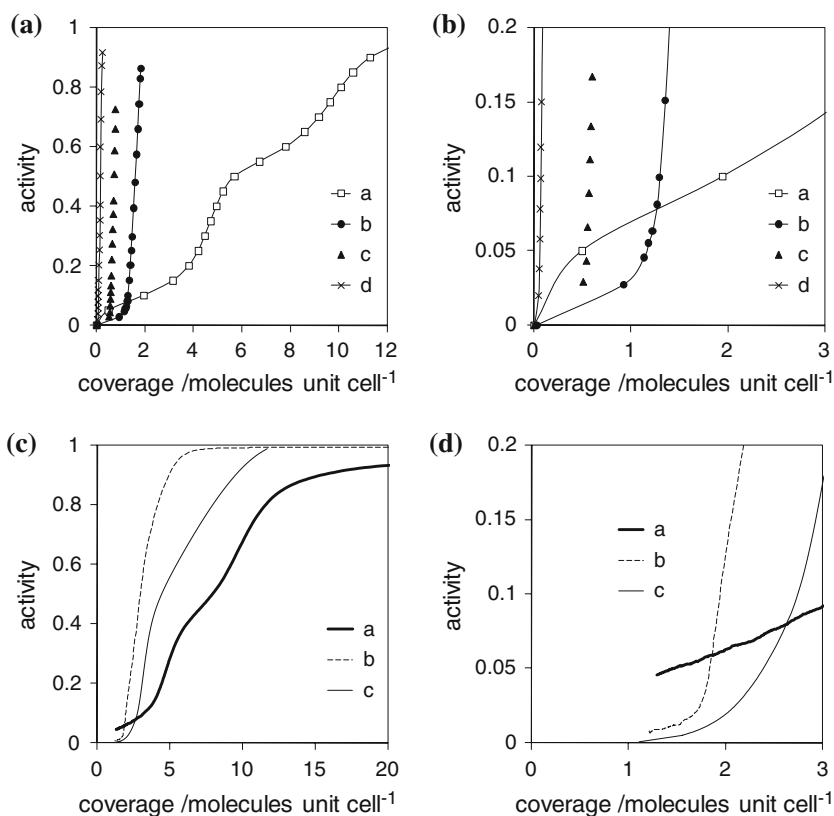 (a)
1
0.8
0.6
0.4
0.2
0
activity
a
b
c
d
0 2 4 6 8 10 12
coverage /molecules unit cell-1
(b)
0.2
0.15
0.1
0.05
0
activity
a
b
c
d
0 1 2 3
coverage /molecules unit cell-1
(c)
1
0.8
0.6
0.4
0.2
0
activity
a
b
c
0 5 10 15 20
coverage /molecules unit cell-1
(d)
0.2
0.15
0.1
0.05
0
activity
a
b
c
0 1 2 3
coverage /molecules unit cell-1